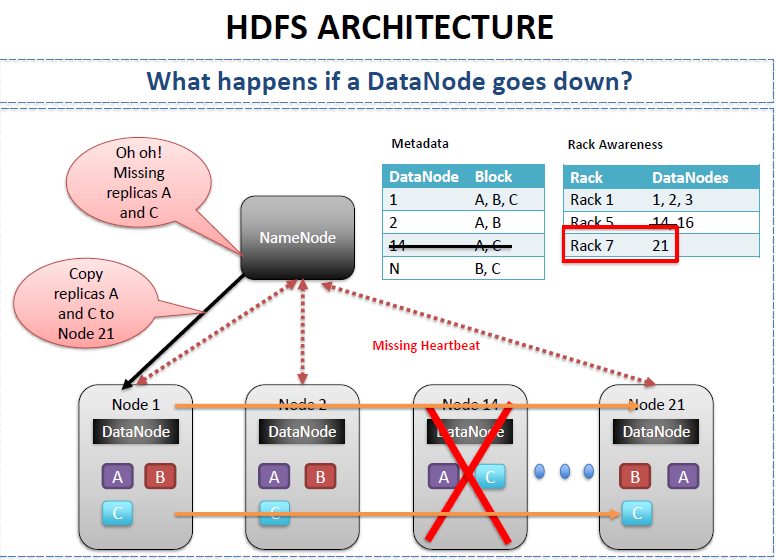 HDFS ARCHITECTURE
What happens if a DataNode goes down?
Oh oh!
Missing
replicas A
and C
NameNode
Copy
replicas A
and C to
Node 21
Metadata
DataNode Block
1 A, B, C
2 A, B
14 A, C
N B, C
Rack Awareness
Rack DataNodes
Rack 1 1, 2, 3
Rack 5 14, 16
Rack 7 21
Missing Heartbeat
Node 1
DataNode
A B
C
Node 2
DataNode
A B
C
Node 14
DataNode
A C
Node 21
DataNode
B A
C